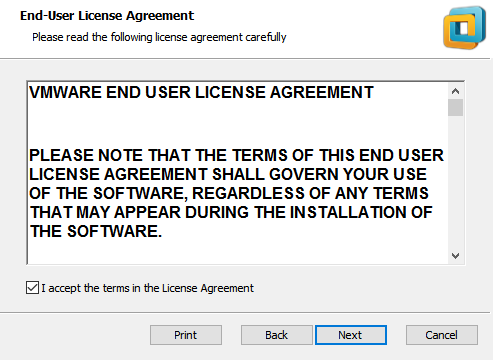 End-User License Agreement
Please read the following license agreement carefully
VMWARE END USER LICENSE AGREEMENT
PLEASE NOTE THAT THE TERMS OF THIS END USER
LICENSE AGREEMENT SHALL GOVERN YOUR USE
OF THE SOFTWARE, REGARDLESS OF ANY TERMS
THAT MAY APPEAR DURING THE INSTALLATION OF
THE SOFTWARE.
I accept the terms in the License Agreement
Print Back Next Cancel